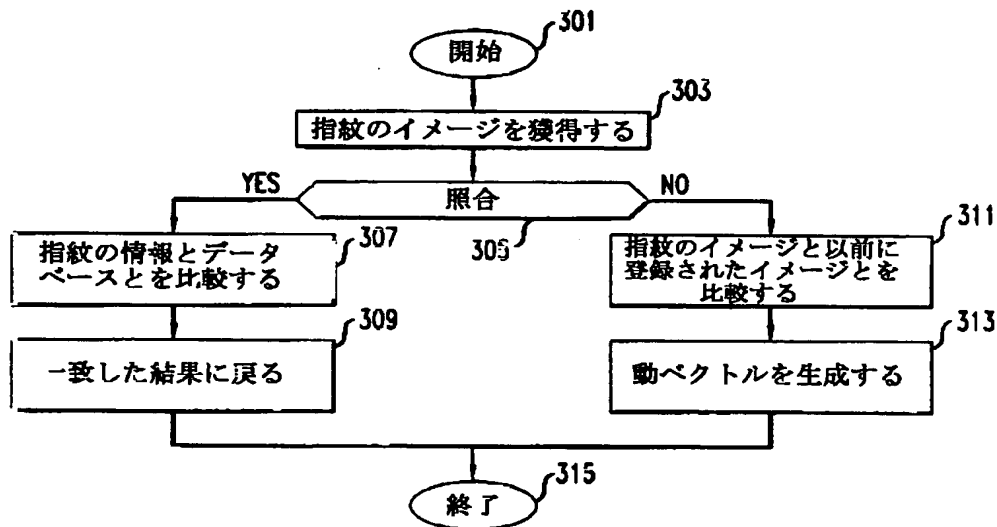 301
開始
303
指紋のイメージを獲得する
YES
照合
NO
305
307
指紋の情報とデータ
ベースとを比較する
311
指紋のイメージと以前に
登録されたイメージとを
比較する
309
一致した結果に戻る
313
動ベクトルを生成する
315
終了